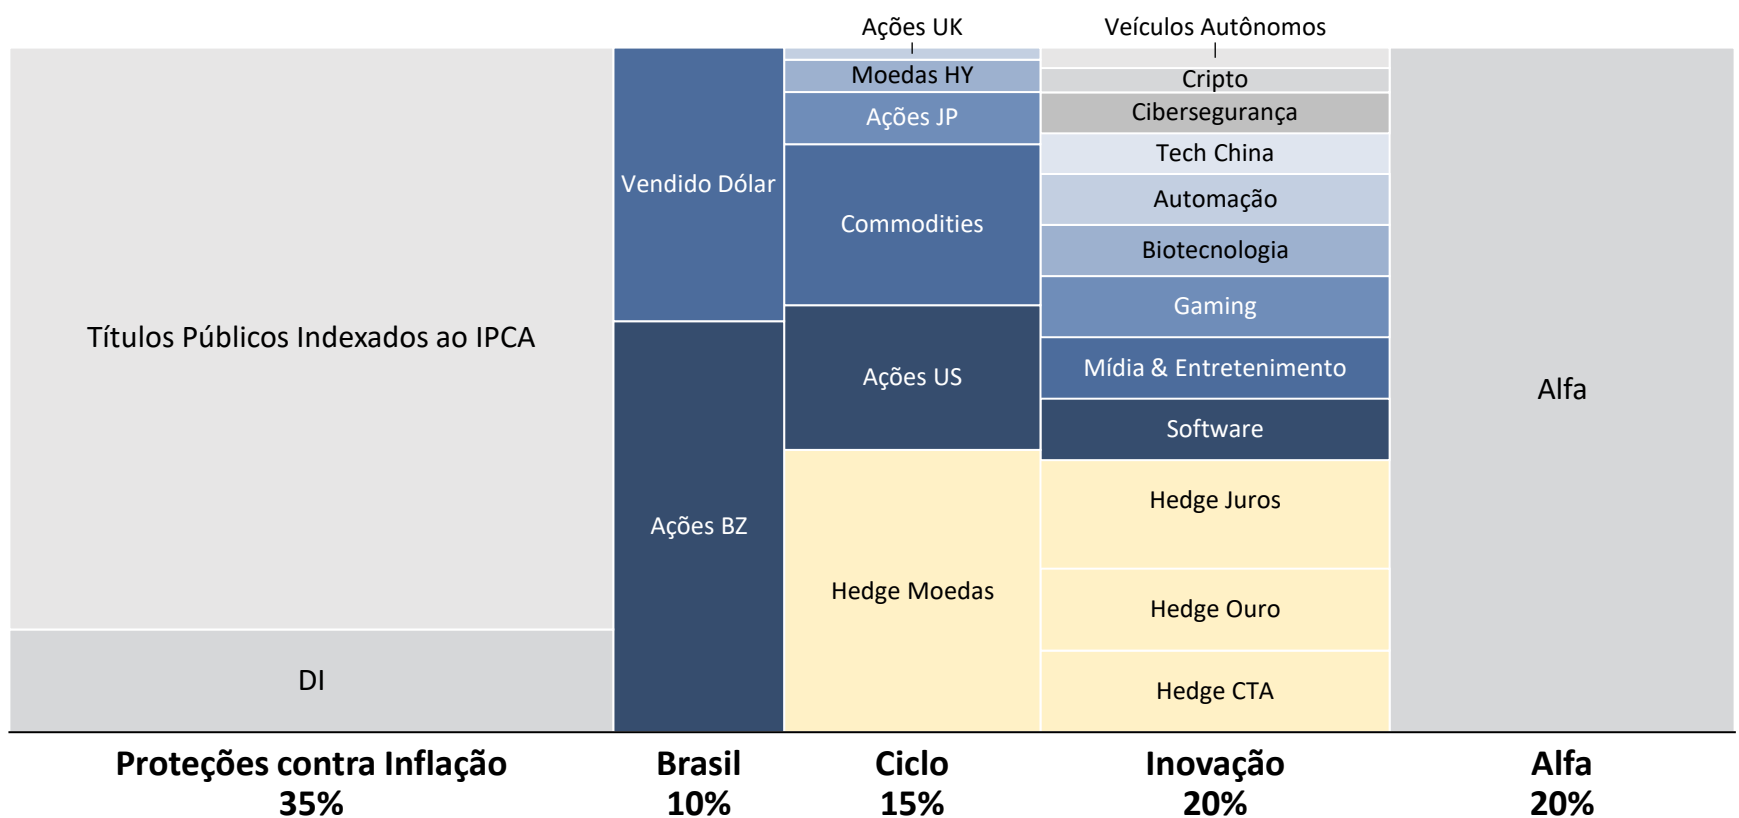 Ações UK
Veículos Autônomos
Moedas HY
Cripto
Ações JP
Cibersegurança
Tech China
Vendido Dólar
Automação
Commodities
Biotecnologia
Gaming
Títulos Públicos Indexados ao IPCA
Mídia & Entretenimento
Ações US
Alfa
Software
Hedge Juros
Ações BZ
Hedge Moedas
Hedge Ouro
DI
Hedge CTA
Proteções contra Inflação
35%
Brasil
10%
Ciclo
15%
Inovação
20%
Alfa
20%